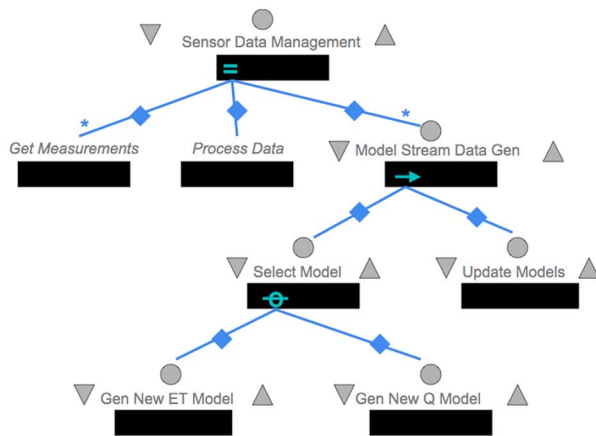 Sensor Data Management
=
* *
Get Measurements Process Data Model Stream Data Gen
Select Model Update Models
Gen New ET Model Gen New Q Model